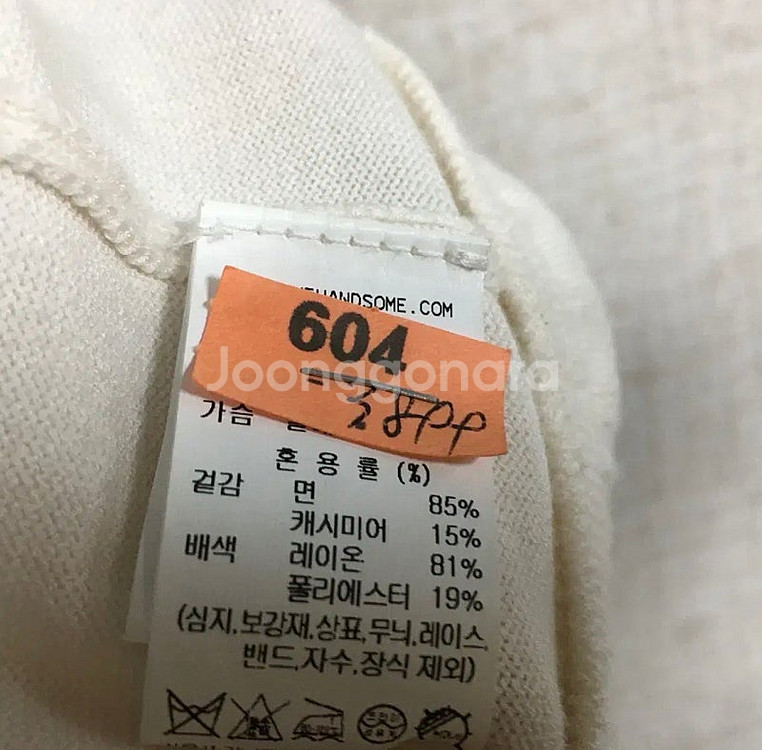 HANDSOME.COM
604
Joonggonara
가슴
혼 용 률 (%)
겉감 면 85%
캐시미어 15%
배색 레이온 81%
폴리에스터 19%
(심지,보강재,상표,무늬,레이스,
밴드,자수,장식 제외)